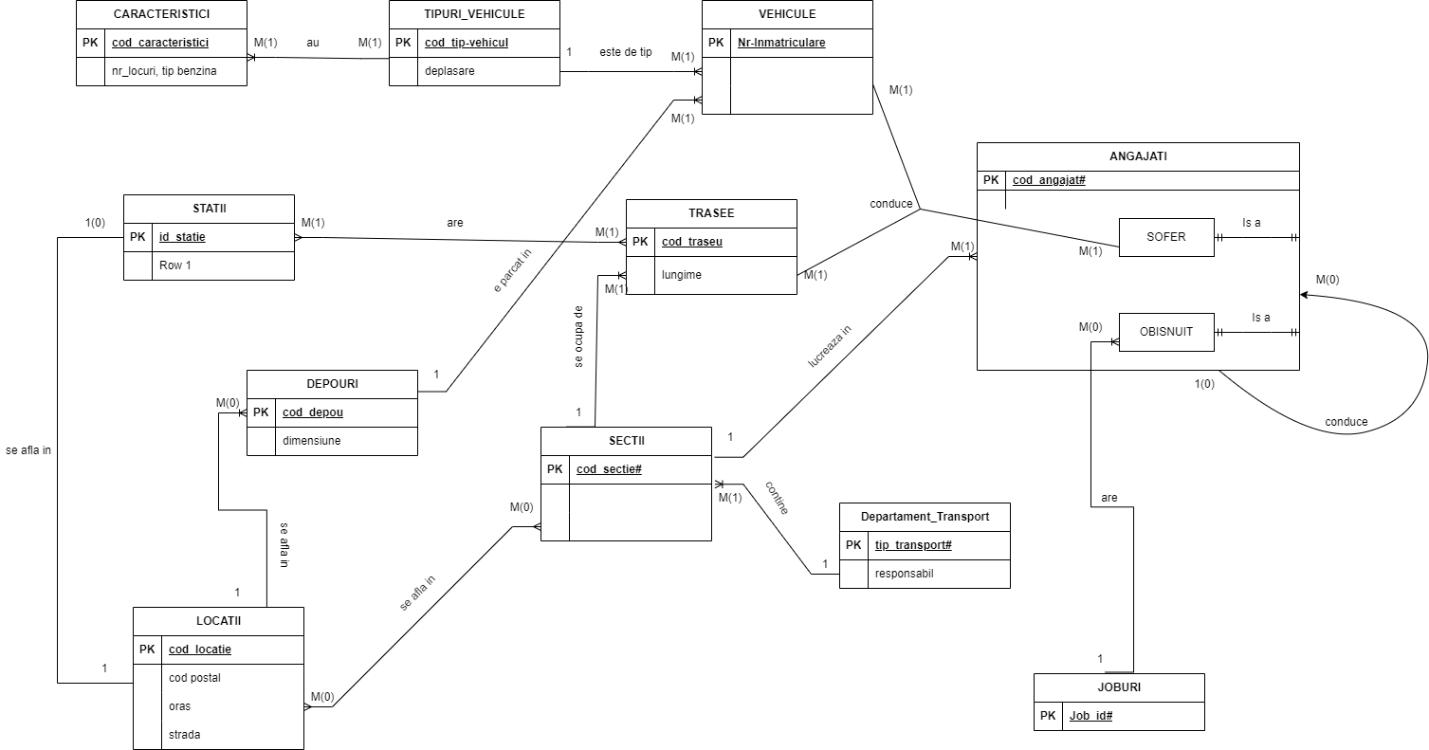 CARACTERISTICI
PK cod_caracteristici
nr_locuri, tip benzina
M(1) au M(1)
TIPURI_VEHICULE
PK cod_tip-vehicul
deplasare
1 este de tip M(1)
VEHICULE
PK Nr-Inmatriculare
M(1)
M(1)
ANGAJATI
PK cod_angajat#
SOFER
Is a
M(1)
conduce
OBISNUIT
Is a
M(0)
M(0)
1(0)
conduce
STATII
PK id_statie
Row 1
1(0)
M(1) are M(1)
TRASEE
PK cod_traseu
lungime
M(1)
M(1)
e parcat in
se ocupa de
lucreaza in
M(1)
DEPOURI
PK cod_depou
dimensiune
1
M(0)
se afla in
se afla in
1
SECTII
PK cod_sectie#
1
1
M(0)
M(1)
contine
1
Departament_Transport
PK tip_transport#
responsabil
se afla in
M(0)
LOCATII
PK cod_locatie
cod postal
oras
strada
1
are
1
JOBURI
PK Job_id#